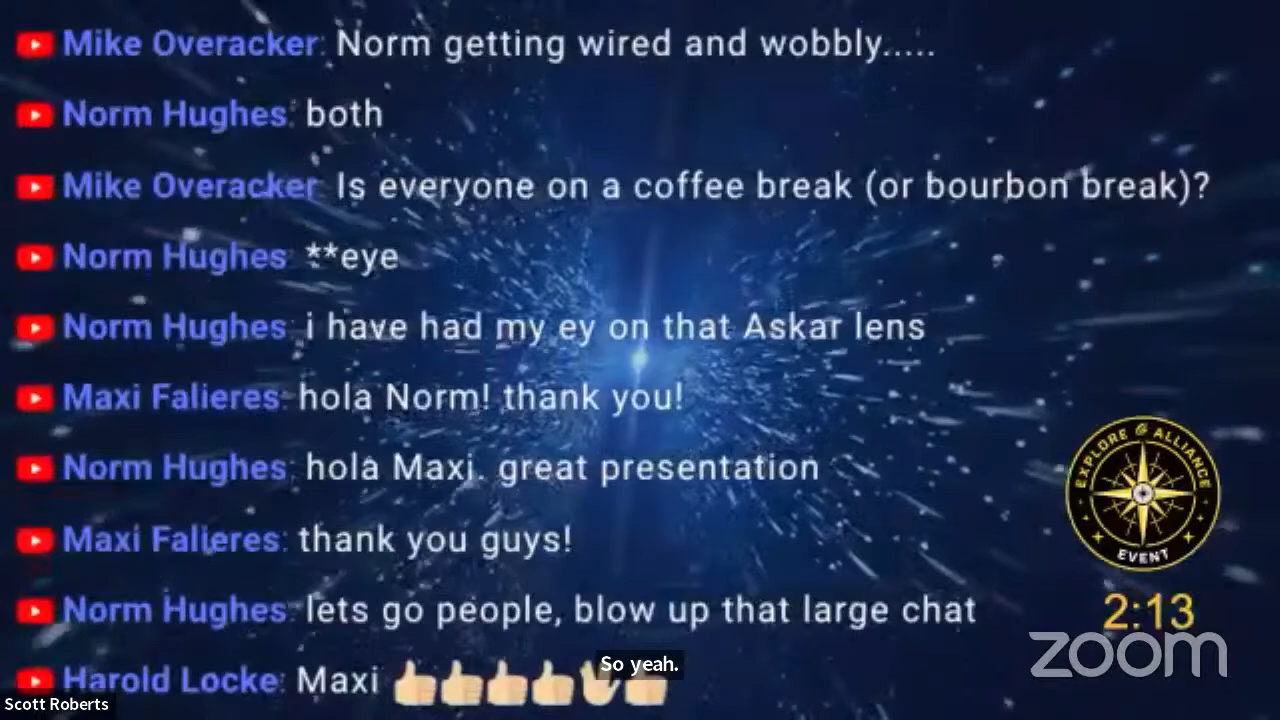 Mike Overacker: Norm getting wired and wobbly.....
Norm Hughes: both
Mike Overacker: Is everyone on a coffee break (or bourbon break)?
Norm Hughes: **eye
Norm Hughes: i have had my ey on that Askar lens
Maxi Falieres: hola Norm! thank you!
Norm Hughes: hola Maxi. great presentation
Maxi Falieres: thank you guys!
Norm Hughes: lets go people, blow up that large chat
Harold Locke: Maxi 👍🏼👍🏼👍🏼👍🏼👋🏼👍🏼
So yeah.
Scott Roberts
EXPLORE ALLIANCE
EVENT
2:13
zoom